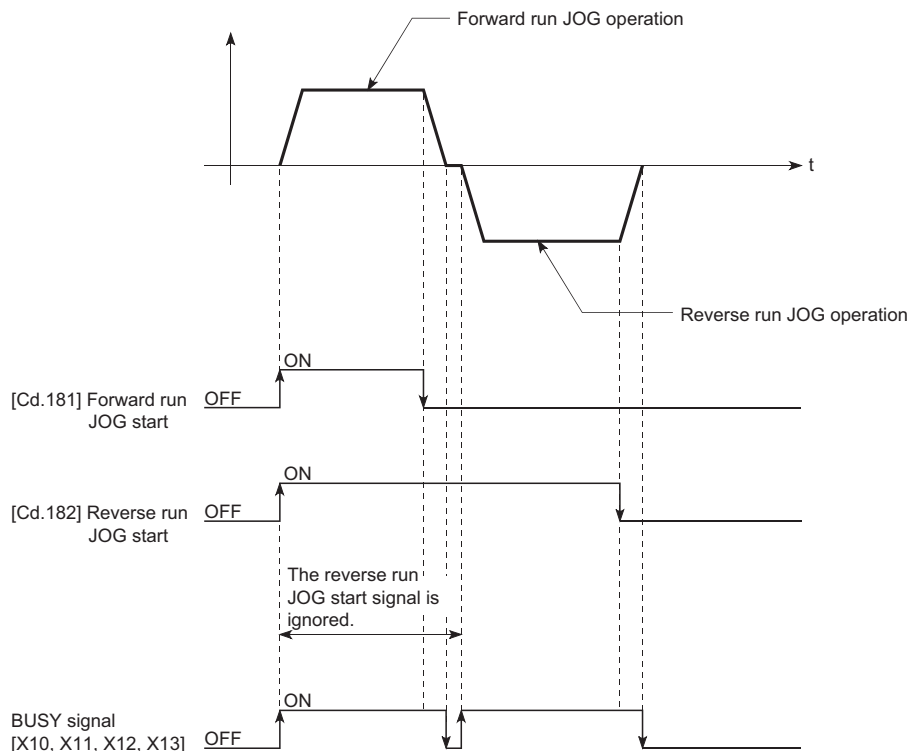 Forward run JOG operation
t
Reverse run JOG operation
ON
[Cd.181] Forward run
JOG start
OFF
ON
[Cd.182] Reverse run
JOG start
OFF
The reverse run
JOG start signal is
ignored.
ON
BUSY signal
[X10, X11, X12, X13]
OFF